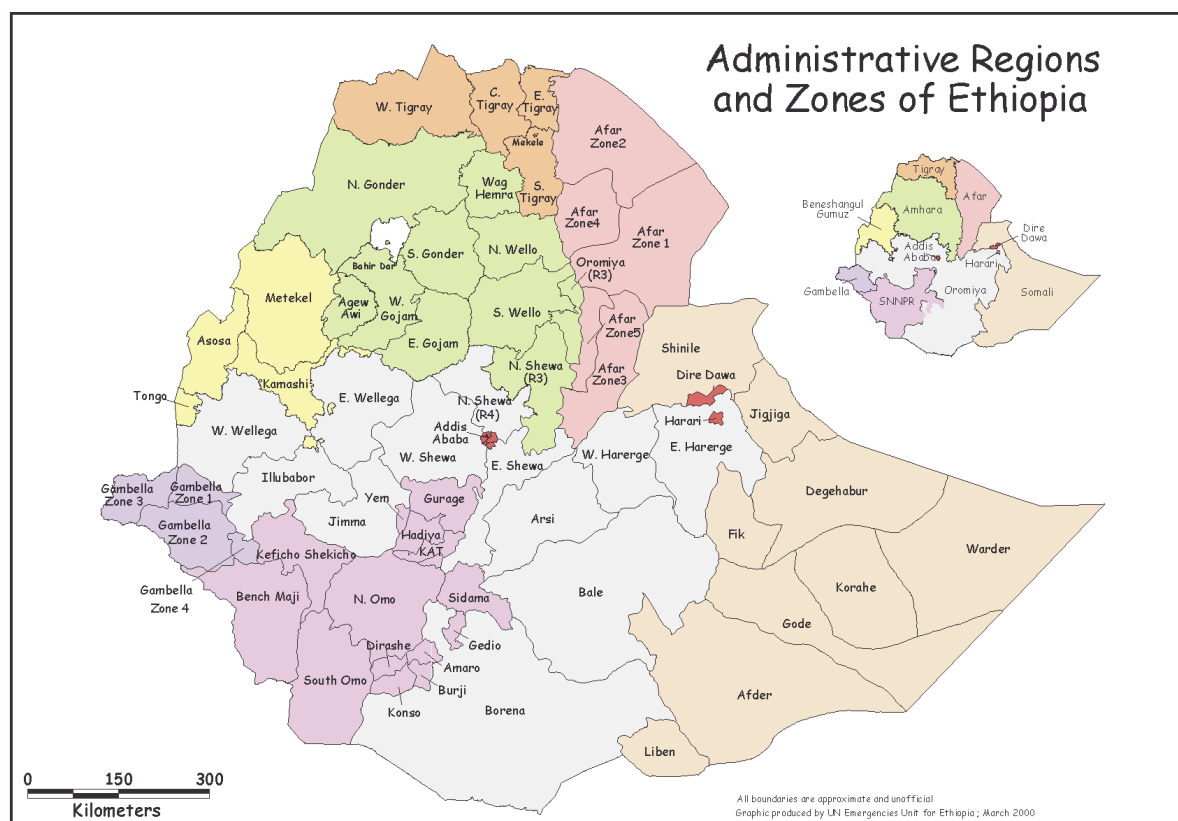 Administrative Regions
and Zones of Ethiopia
W. Tigray
C.
Tigray
E.
Tigray
Mekele
S.
Tigray
Afar
Zone2
N. Gonder
Wag
Hemra
Afar
Zone4
Afar
Zone 1
S. Gonder
N. Wello
Oromiya
(R3)
Bahir Dar
Metekel
Agew
Awi
W.
Gojam
S. Wello
Afar
Zone5
E. Gojam
Asosa
N. Shewa
(R3)
Afar
Zone3
Shinile
Dire Dawa
Kamashi
Tongo
E. Wellega
N. Shewa
(R4)
Addis
Ababa
Harari
Jigjiga
W. Wellega
W. Shewa
E. Shewa
W. Harerge
E. Harerge
Gambella
Zone 3
Gambella
Zone 1
Illubabor
Yem
Gurage
Degehabur
Gambella
Zone 2
Jimma
Hadiya
KAT
Arsi
Fik
Warder
Keficho Shekicho
Gambella
Zone 4
Bench Maji
N. Omo
Sidama
Bale
Korahe
Gode
Dirashe
Gedio
Amaro
Burji
South Omo
Konso
Borena
Afder
Liben
Tigray
Afar
Beneshangul
Gumuz
Amhara
Dire
Dawa
Addis
Ababa
Harari
Gambella
SNNPR
Oromiya
Somali
0 150 300
Kilometers
All boundaries are approximate and unofficial
Graphic produced by UN Emergencies Unit for Ethiopia ; March 2000